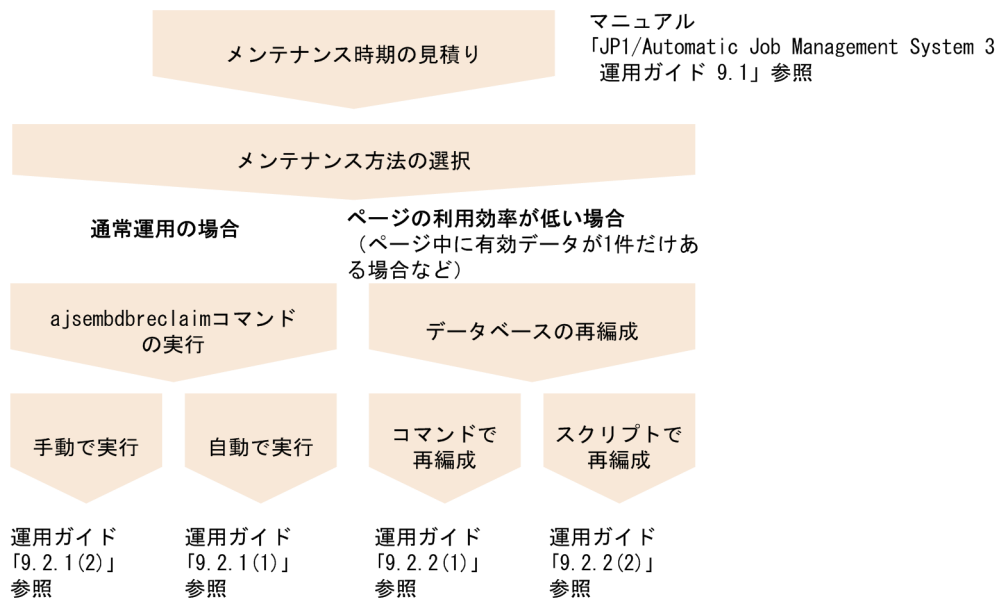 メンテナンス時期の見積り
マニュアル
「JP1/Automatic Job Management System 3
運用ガイド 9.1」参照
メンテナンス方法の選択
通常運用の場合
ページの利用効率が低い場合
（ページ中に有効データが1件だけあ
る場合など）
ajsembdbreclaimコマンド
の実行
データベースの再編成
手動で実行
自動で実行
コマンドで
再編成
スクリプトで
再編成
運用ガイド
「9.2.1(2)」
参照
運用ガイド
「9.2.1(1)」
参照
運用ガイド
「9.2.2(1)」
参照
運用ガイド
「9.2.2(2)」
参照